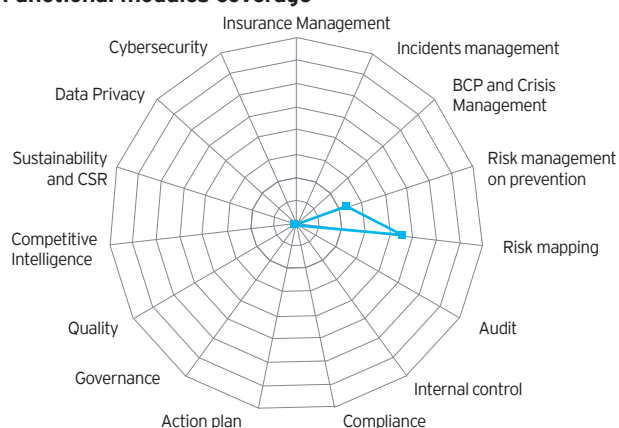 Functional modules coverage
Insurance Management
Cybersecurity
Incidents management
Data Privacy
BCP and Crisis
Management
Sustainability
and CSR
Risk management
on prevention
Competitive
Intelligence
Risk mapping
Quality
Audit
Governance
Internal control
Action plan
Compliance